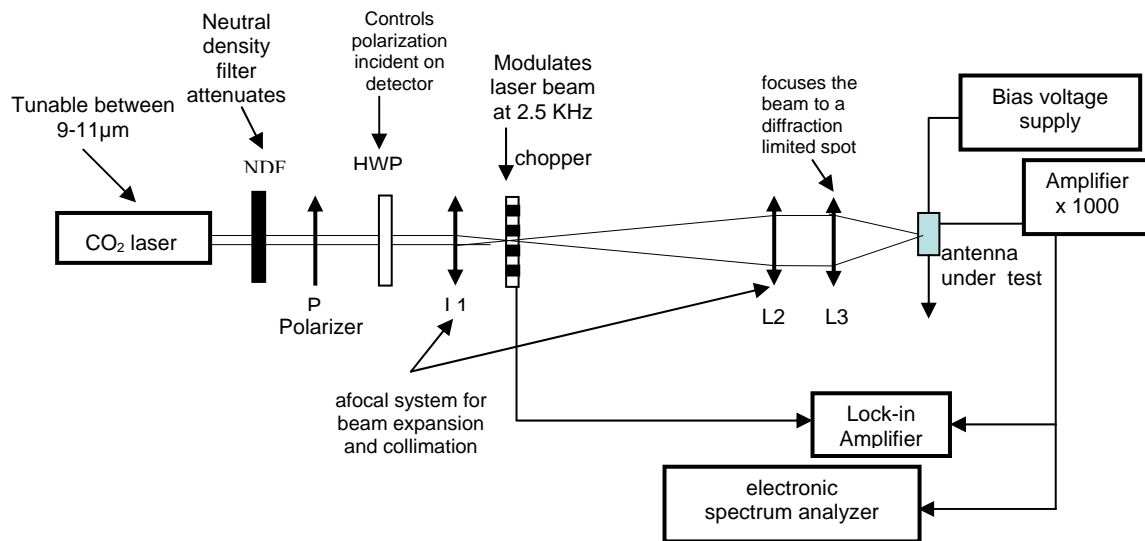 Neutral
density
filter
attenuates
Controls
polarization
incident on
detector
Modulates
laser beam
at 2.5 KHz
focuses the
beam to a
diffraction
limited spot
Bias voltage
supply
Tunable between
9-11µm
NDF
HWP
chopper
Amplifier
x 1000
CO2 laser
antenna
under test
P
Polarizer
L1
L2
L3
afocal system for
beam expansion
and collimation
Lock-in
Amplifier
electronic
spectrum analyzer